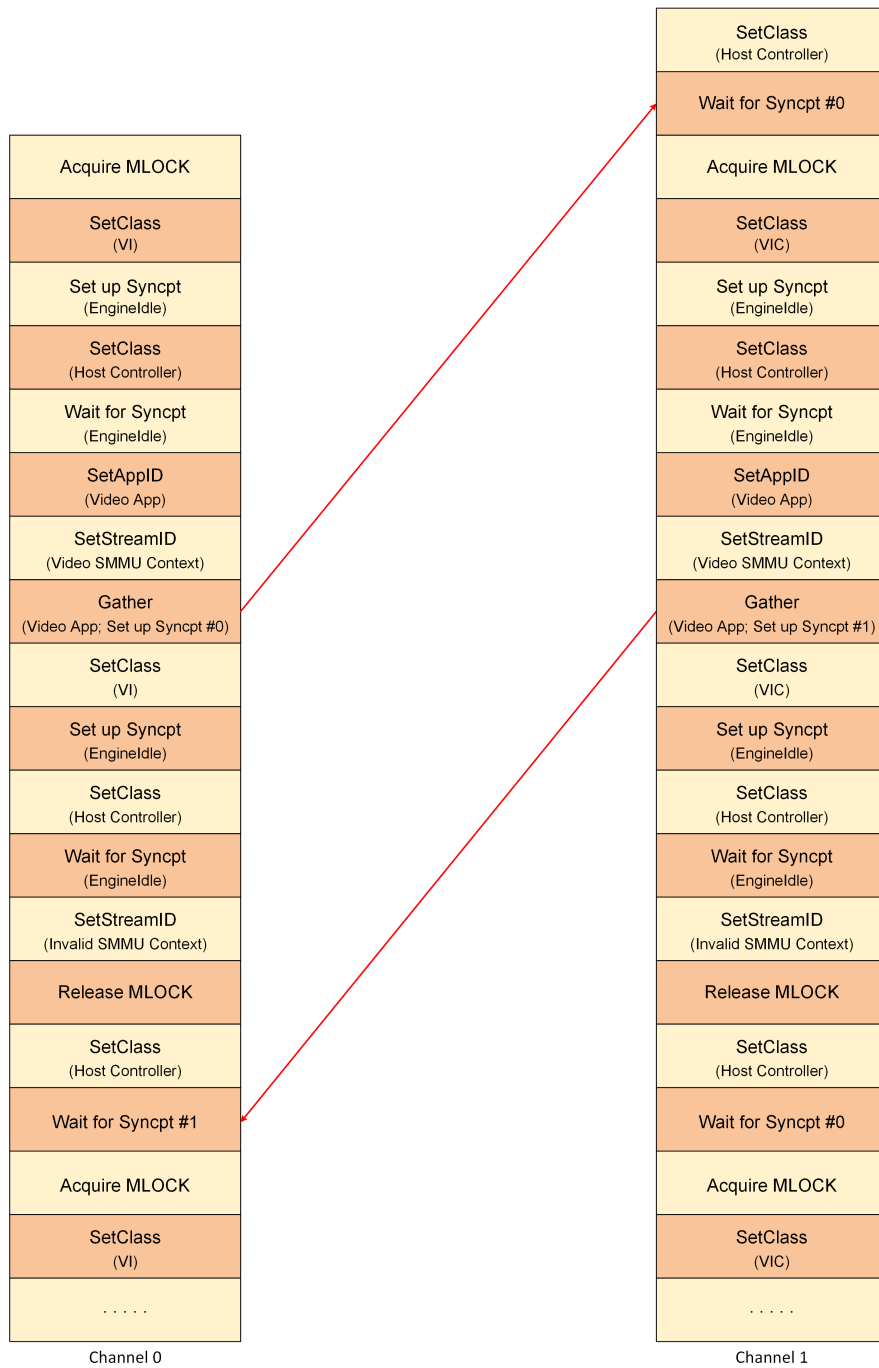 Acquire MLOCK
SetClass
(VI)
Set up Syncpt
(EngineIdle)
SetClass
(Host Controller)
Wait for Syncpt
(EngineIdle)
SetAppID
(Video App)
SetStreamID
(Video SMMU Context)
Gather
(Video App; Set up Syncpt #0)
SetClass
(VI)
Set up Syncpt
(EngineIdle)
SetClass
(Host Controller)
Wait for Syncpt
(EngineIdle)
SetStreamID
(Invalid SMMU Context)
Release MLOCK
SetClass
(Host Controller)
Wait for Syncpt #1
Acquire MLOCK
SetClass
(VI)
. . . . .
Channel 0
SetClass
(Host Controller)
Wait for Syncpt #0
Acquire MLOCK
SetClass
(VIC)
Set up Syncpt
(EngineIdle)
SetClass
(Host Controller)
Wait for Syncpt
(EngineIdle)
SetAppID
(Video App)
SetStreamID
(Video SMMU Context)
Gather
(Video App; Set up Syncpt #1)
SetClass
(VIC)
Set up Syncpt
(EngineIdle)
SetClass
(Host Controller)
Wait for Syncpt
(EngineIdle)
SetStreamID
(Invalid SMMU Context)
Release MLOCK
SetClass
(Host Controller)
Wait for Syncpt #0
Acquire MLOCK
SetClass
(VIC)
. . . . .
Channel 1